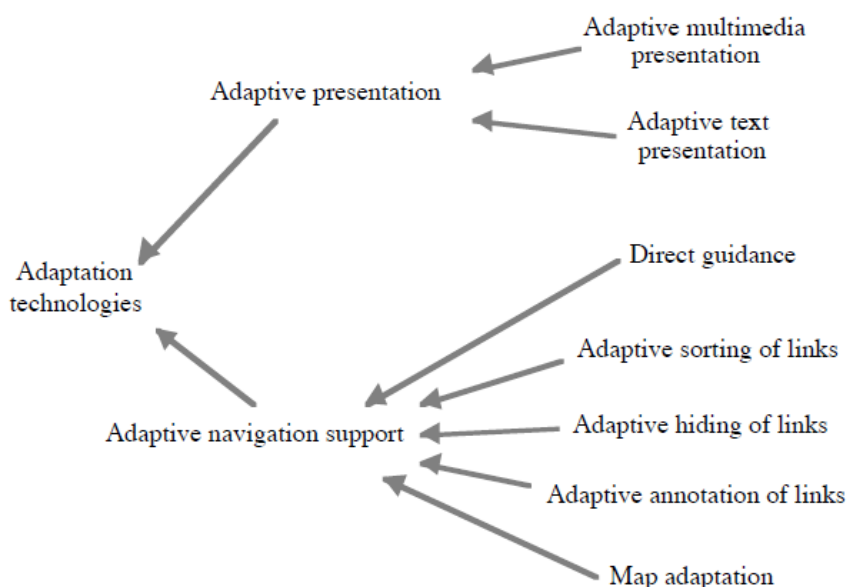 Adaptive multimedia
presentation
Adaptive presentation
Adaptive text
presentation
Direct guidance
Adaptation
technologies
Adaptive sorting of links
Adaptive navigation support
Adaptive hiding of links
Adaptive annotation of links
Map adaptation